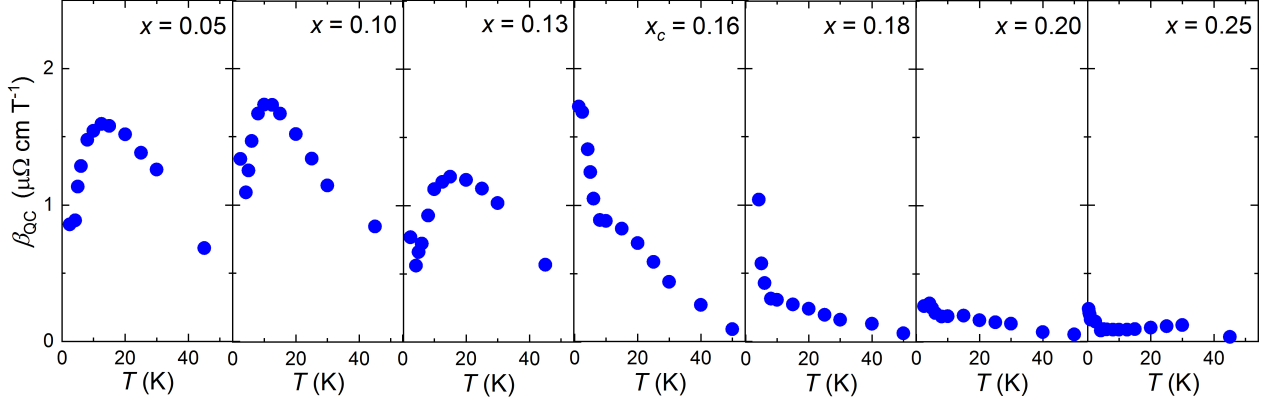 x = 0.05
x = 0.10
x = 0.13
x_c = 0.16
x = 0.18
x = 0.20
x = 0.25
β_QC (μΩ cm T⁻¹)
2
1
0
0 20 40
0 20 40
0 20 40
0 20 40
0 20 40
0 20 40
0 20 40
T (K)
T (K)
T (K)
T (K)
T (K)
T (K)
T (K)